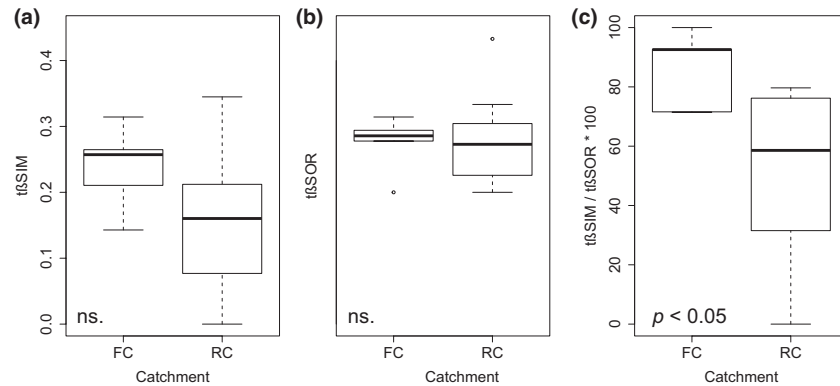 (a)
tßSIM
0.0
0.1
0.2
0.3
0.4
ns.
FC
RC
Catchment
(b)
tßSOR
ns.
FC
RC
Catchment
(c)
tßSIM / tßSOR * 100
0
20
40
60
80
100
p < 0.05
FC
RC
Catchment